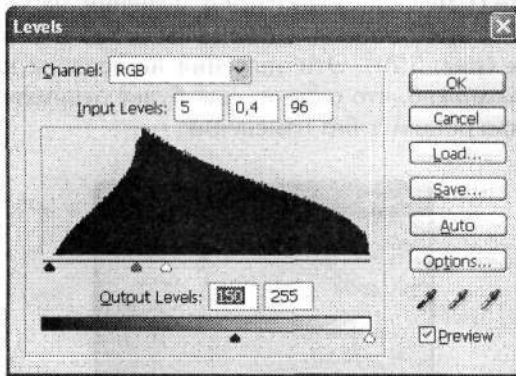 Levels
Channel: RGB
Input Levels: 5 0,4 96
Output Levels: 150 255
OK
Cancel
Load...
Save...
Auto
Options...
Preview